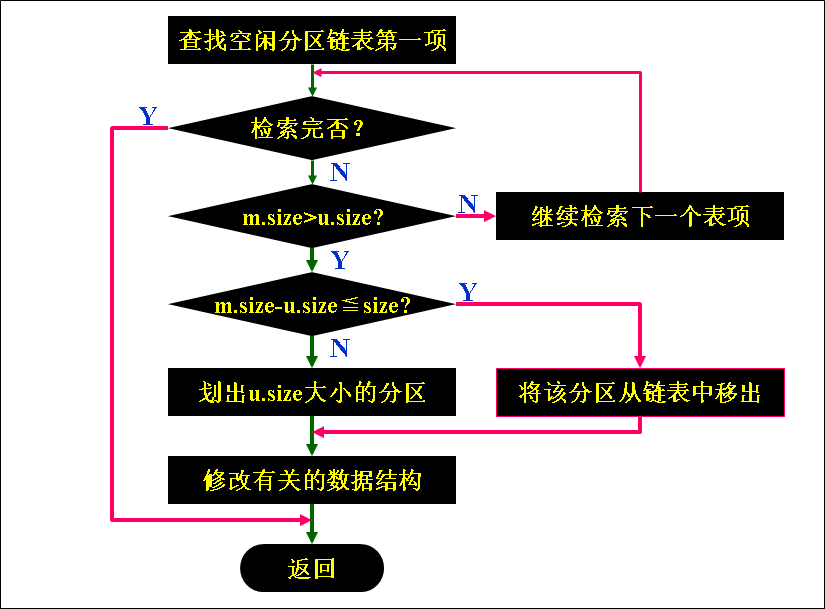 查找空闲分区链表第一项
Y
检索完否？
N
m.size>u.size?
N
继续检索下一个表项
Y
m.size-u.size≦size?
Y
N
划出u.size大小的分区
将该分区从链表中移出
修改有关的数据结构
返回